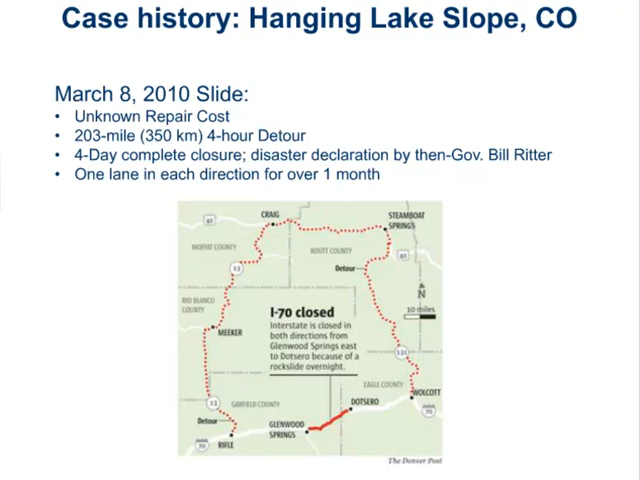 Case history: Hanging Lake Slope, CO
March 8, 2010 Slide:
• Unknown Repair Cost
• 203-mile (350 km) 4-hour Detour
• 4-Day complete closure; disaster declaration by then-Gov. Bill Ritter
• One lane in each direction for over 1 month
CRAIG
40
STEAMBOAT
SPRINGS
MOFFAT COUNTY
ROUTT COUNTY
40
13
Detour
N
10 miles
RIO BLANCO
COUNTY
I-70 closed
Interstate is closed in
both directions from
Glenwood Springs east
to Dotsero because of a
rockslide overnight.
MEEKER
131
EAGLE COUNTY
WOLCOTT
13
GARFIELD COUNTY
DOTSERO
70
Detour
GLENWOOD
SPRINGS
70
RIFLE
The Denver Post